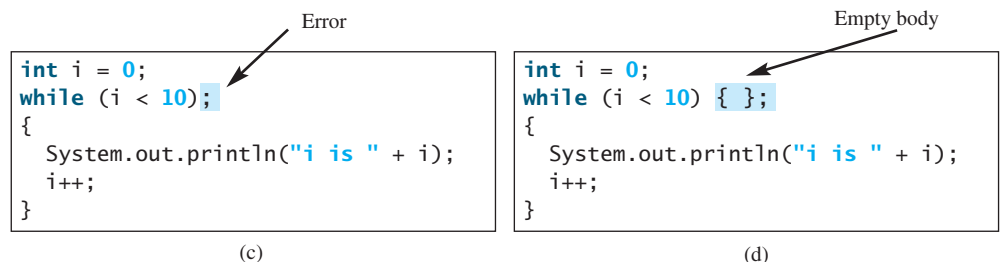 Error
int i = 0;
while (i < 10);
{
System.out.println("i is " + i);
i++;
}
(c)
Empty body
int i = 0;
while (i < 10) { };
{
System.out.println("i is " + i);
i++;
}
(d)